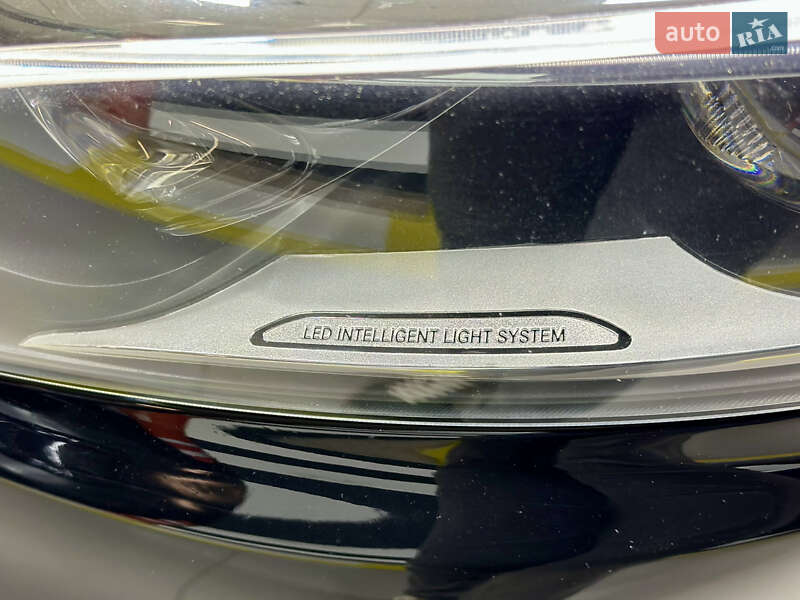 auto RIA
LED INTELLIGENT LIGHT SYSTEM